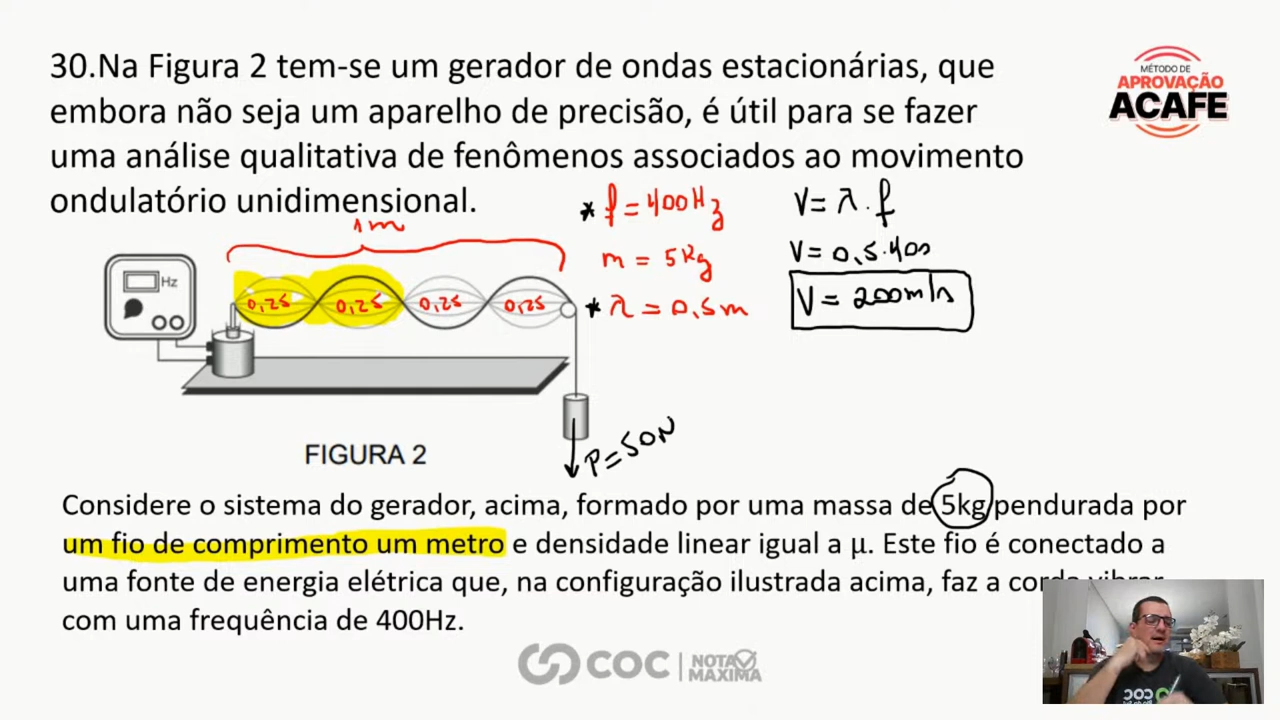 30.Na Figura 2 tem-se um gerador de ondas estacionárias, que
embora não seja um aparelho de precisão, é útil para se fazer
uma análise qualitativa de fenômenos associados ao movimento
ondulatório unidimensional.
MÉTODO DE
APROVAÇÃO
ACAFE
* f = 400Hz
m = 5kg
* λ = 0,5m
V = λ.f
V = 0,5.400
V = 200m/s
1m
Hz
0,25 0,25 0,25 0,25
P=50N
FIGURA 2
Considere o sistema do gerador, acima, formado por uma massa de 5kg pendurada por
um fio de comprimento um metro e densidade linear igual a µ. Este fio é conectado a
uma fonte de energia elétrica que, na configuração ilustrada acima, faz a corda vibrar
com uma frequência de 400Hz.
COC NOTA
MÁXIMA